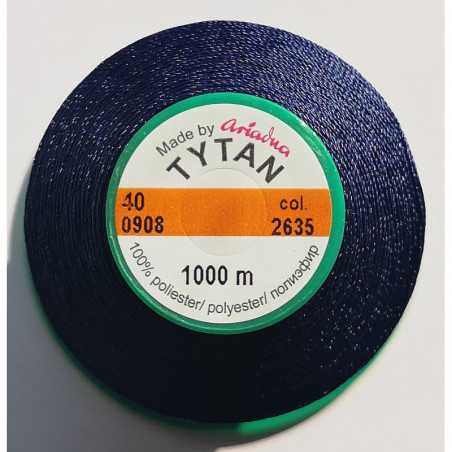 Made by Ariadna
TYTAN
40 col.
0908 2635
1000 m
100% poliester/ polyester/ полиэфир